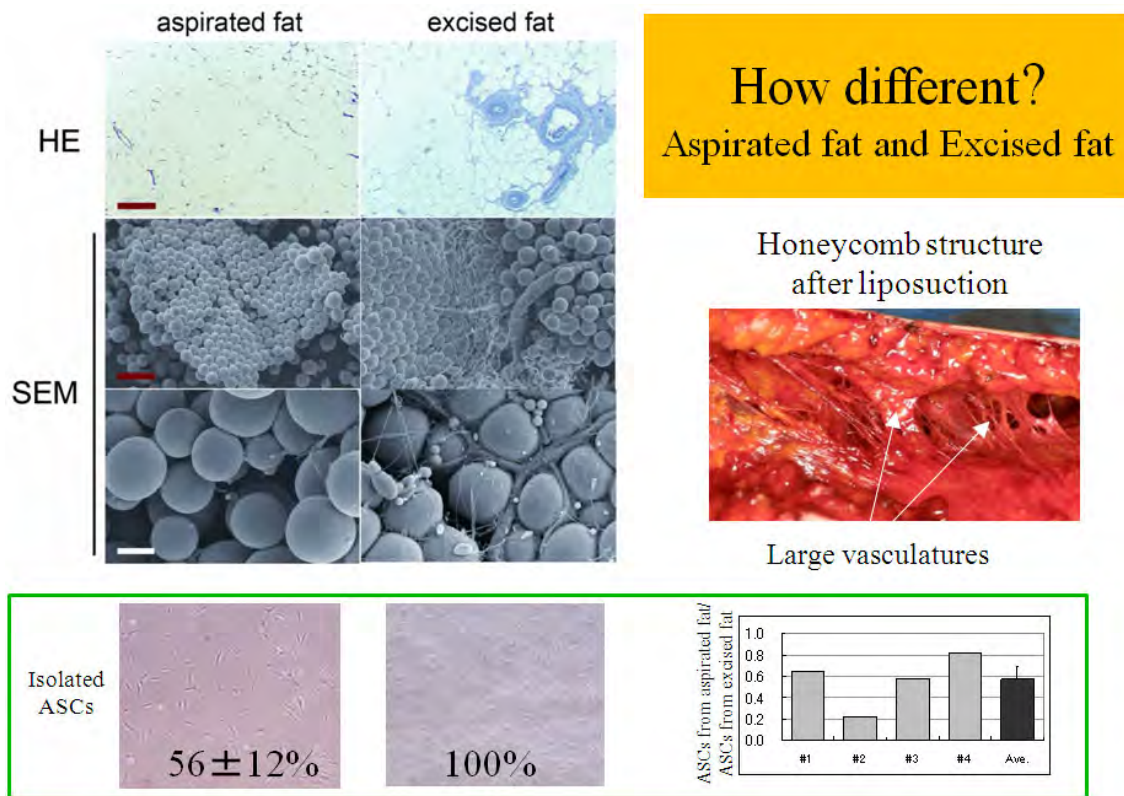 aspirated fat
excised fat
HE
SEM
How different?
Aspirated fat and Excised fat
Honeycomb structure
after liposuction
Large vasculatures
Isolated
ASCs
56±12%
100%
ASCs from aspirated fat/
ASCs from excised fat
1.0
0.8
0.6
0.4
0.2
0.0
#1
#2
#3
#4
Ave.